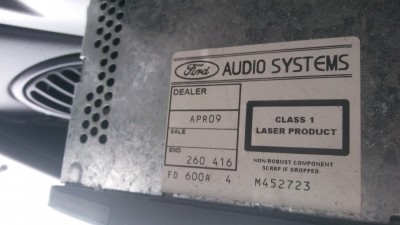 Ford AUDIO SYSTEMS
DEALER
APR09
SALE
END
260 416
FD 600A 4
CLASS 1
LASER PRODUCT
NON/ROBUST COMPONENT
SCRAP IF DROPPED
M452723